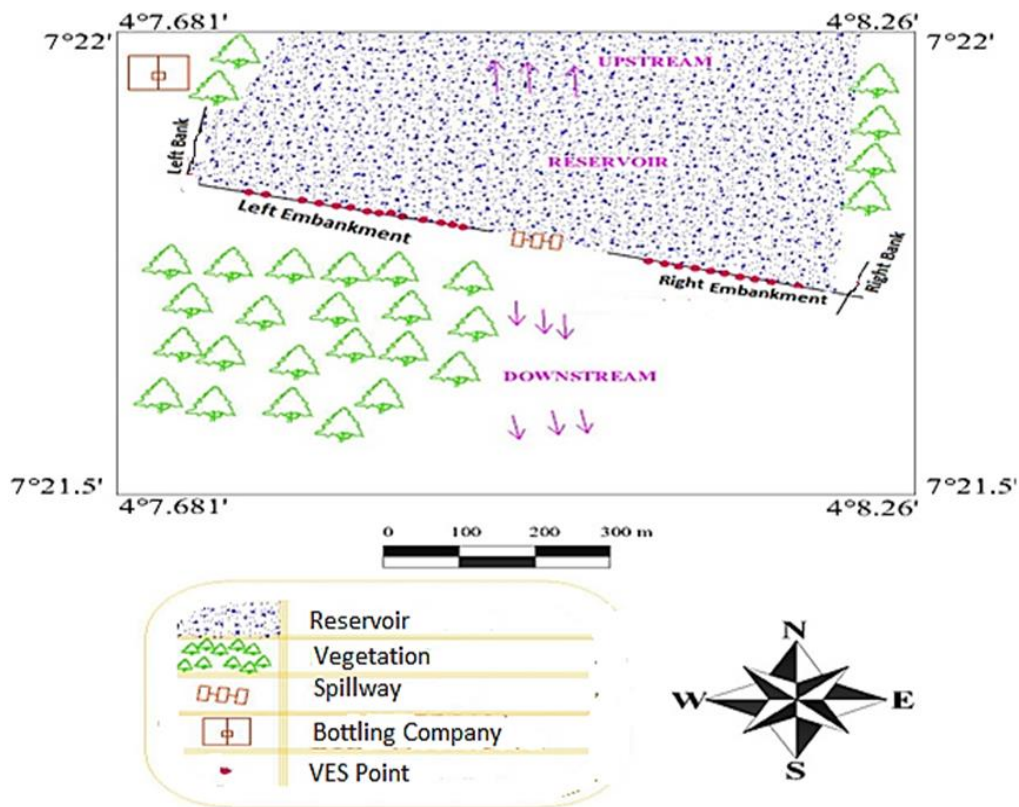 4°7.681'
4°8.26'
7°22'
7°22'
UPSTREAM
Left Bank
RESERVOIR
Left Embankment
Right Bank
Right Embankment
DOWNSTREAM
7°21.5'
7°21.5'
4°7.681'
4°8.26'
0 100 200 300 m
Reservoir
Vegetation
Spillway
Bottling Company
VES Point
N
W E
S